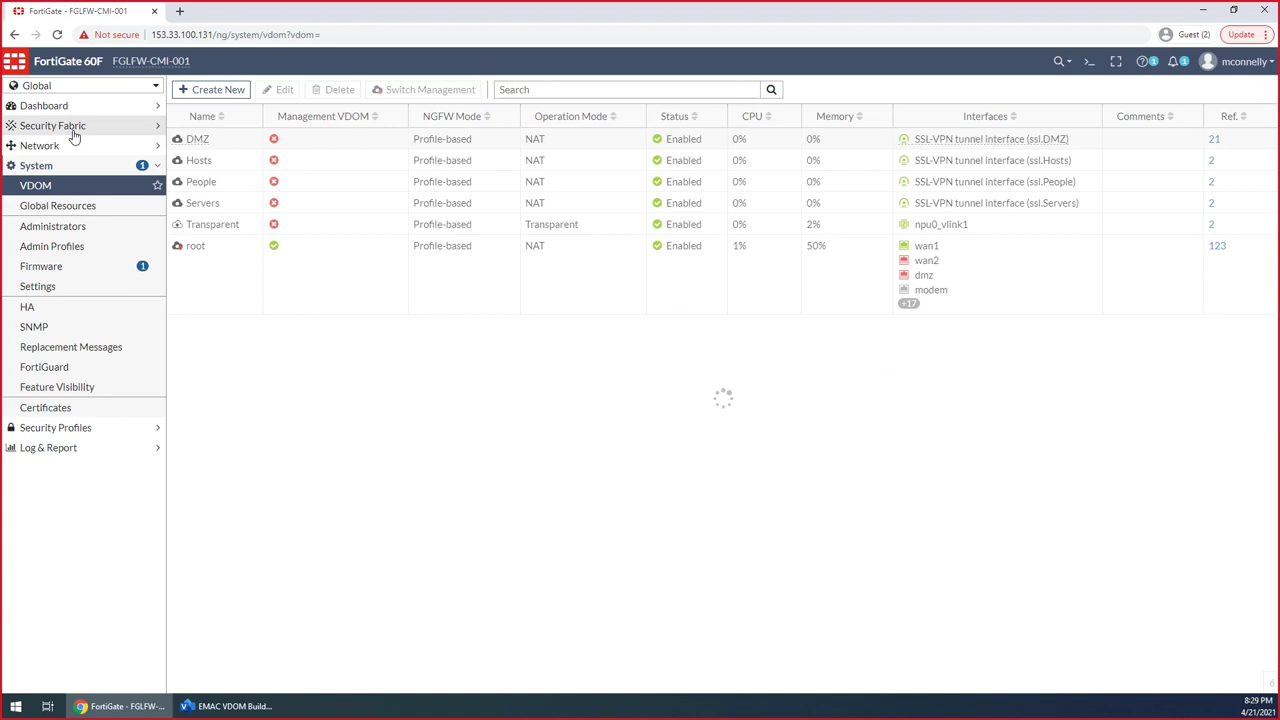 FortiGate - FGLFW-CMI-001
Not secure 153.33.100.131/ng/system/vdom?vdom=
Guest (2)
Update
FortiGate 60F FGLFW-CMI-001
1
1
mconnelly
Global
Dashboard
Security Fabric
Network
System 1
VDOM
Global Resources
Administrators
Admin Profiles
Firmware 1
Settings
HA
SNMP
Replacement Messages
FortiGuard
Feature Visibility
Certificates
Security Profiles
Log & Report
Create New Edit Delete Switch Management Search
Name Management VDOM NGFW Mode Operation Mode Status CPU Memory Interfaces Comments Ref.
DMZ Profile-based NAT Enabled 0% 0% SSL-VPN tunnel interface (ssl.DMZ) 21
Hosts Profile-based NAT Enabled 0% 0% SSL-VPN tunnel interface (ssl.Hosts) 2
People Profile-based NAT Enabled 0% 0% SSL-VPN tunnel interface (ssl.People) 2
Servers Profile-based NAT Enabled 0% 0% SSL-VPN tunnel interface (ssl.Servers) 2
Transparent Profile-based Transparent Enabled 0% 2% npu0_vlink1 2
root Profile-based NAT Enabled 1% 50% wan1 123
wan2
dmz
modem
+17
6
FortiGate - FGLFW-...
EMAC VDOM Build...
8:29 PM
4/21/2021